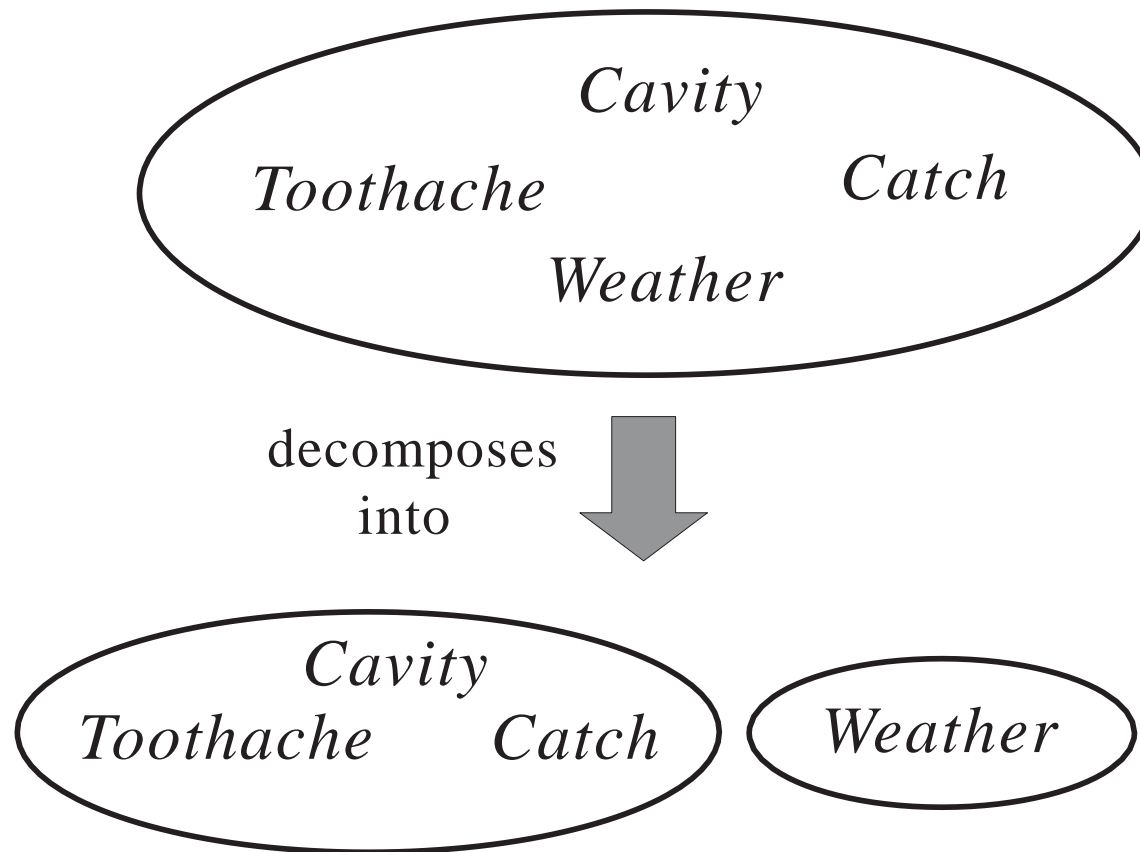 Cavity
Toothache
Catch
Weather
decomposes
into
Cavity
Toothache Catch
Weather